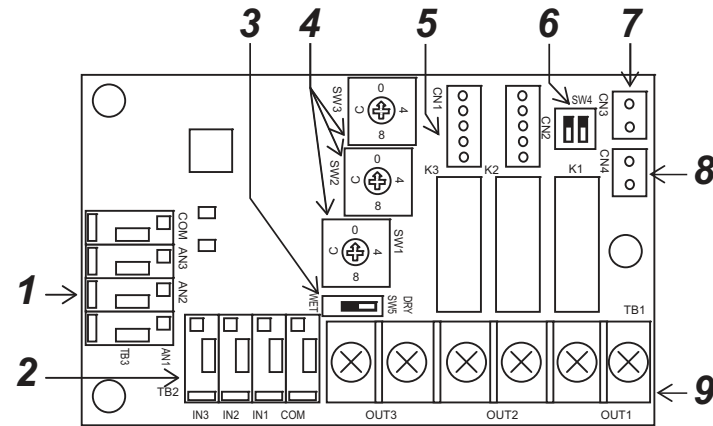 3 4 5 6 7
0
C 4
8
SW3
CN1
SW4
CN3
CN2
0
C 4
8
SW2
K3 K2 K1
CN4
8
COM
AN3
AN2
AN1
TB3
1
0
C 4
8
SW1
WET
SW5
DRY
TB1
2
TB2
IN3 IN2 IN1 COM
OUT3 OUT2 OUT1
9